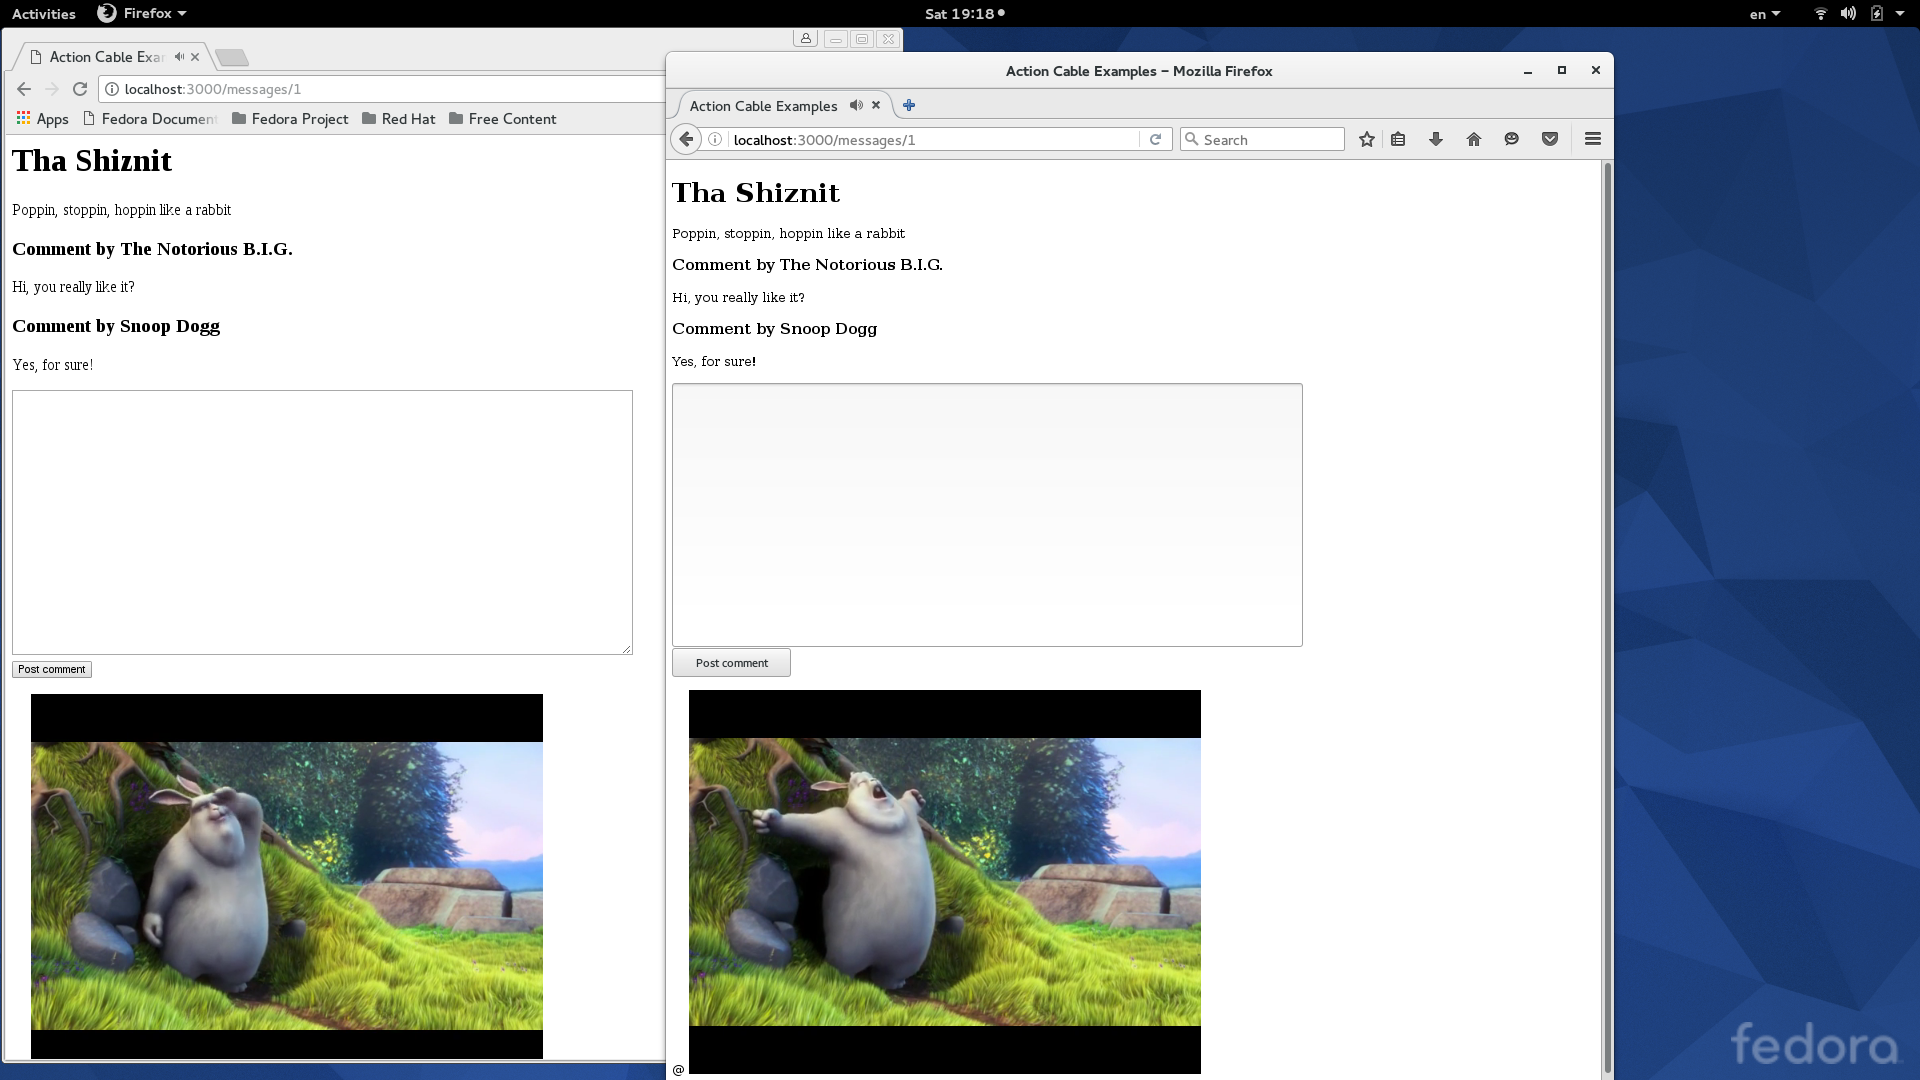 Activities Firefox Sat 19:18 en
Action Cable Exa
localhost:3000/messages/1
Apps Fedora Document Fedora Project Red Hat Free Content
Tha Shiznit
Poppin, stoppin, hoppin like a rabbit
Comment by The Notorious B.I.G.
Hi, you really like it?
Comment by Snoop Dogg
Yes, for sure!
Post comment
Action Cable Examples – Mozilla Firefox
Action Cable Examples
localhost:3000/messages/1 Search
Tha Shiznit
Poppin, stoppin, hoppin like a rabbit
Comment by The Notorious B.I.G.
Hi, you really like it?
Comment by Snoop Dogg
Yes, for sure!
Post comment
@
fedora